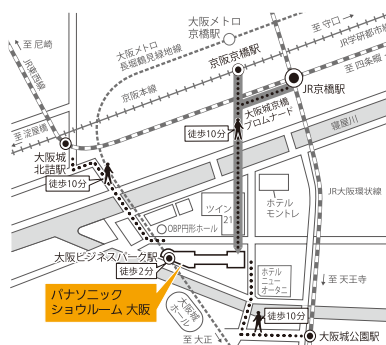 大阪メトロ
京橋駅
至 守口
至 尼崎
大阪メトロ
長堀鶴見緑地線
京阪京橋駅
JR学研都市線
JR東西線
至 四条畷
京阪本線
JR京橋駅
大阪城京橋
プロムナード
至 淀屋橋
徒歩10分
寝屋川
大阪城
北詰駅
徒歩10分
ツイン
21
ホテル
モントレ
JR大阪環状線
OBP円形ホール
大阪ビジネスパーク駅
徒歩2分
ホテル
ニュー
オータニ
至 天王寺
パナソニック
ショウルーム 大阪
大阪城
ホール
徒歩10分
至 大正
大阪城公園駅